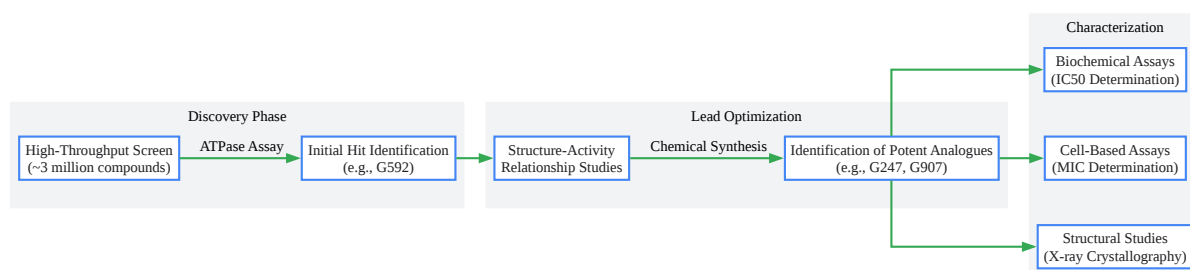 Discovery Phase
High-Throughput Screen
(~3 million compounds)
ATPase Assay
Initial Hit Identification
(e.g., G592)
Lead Optimization
Structure-Activity
Relationship Studies
Chemical Synthesis
Identification of Potent Analogues
(e.g., G247, G907)
Characterization
Biochemical Assays
(IC50 Determination)
Cell-Based Assays
(MIC Determination)
Structural Studies
(X-ray Crystallography)